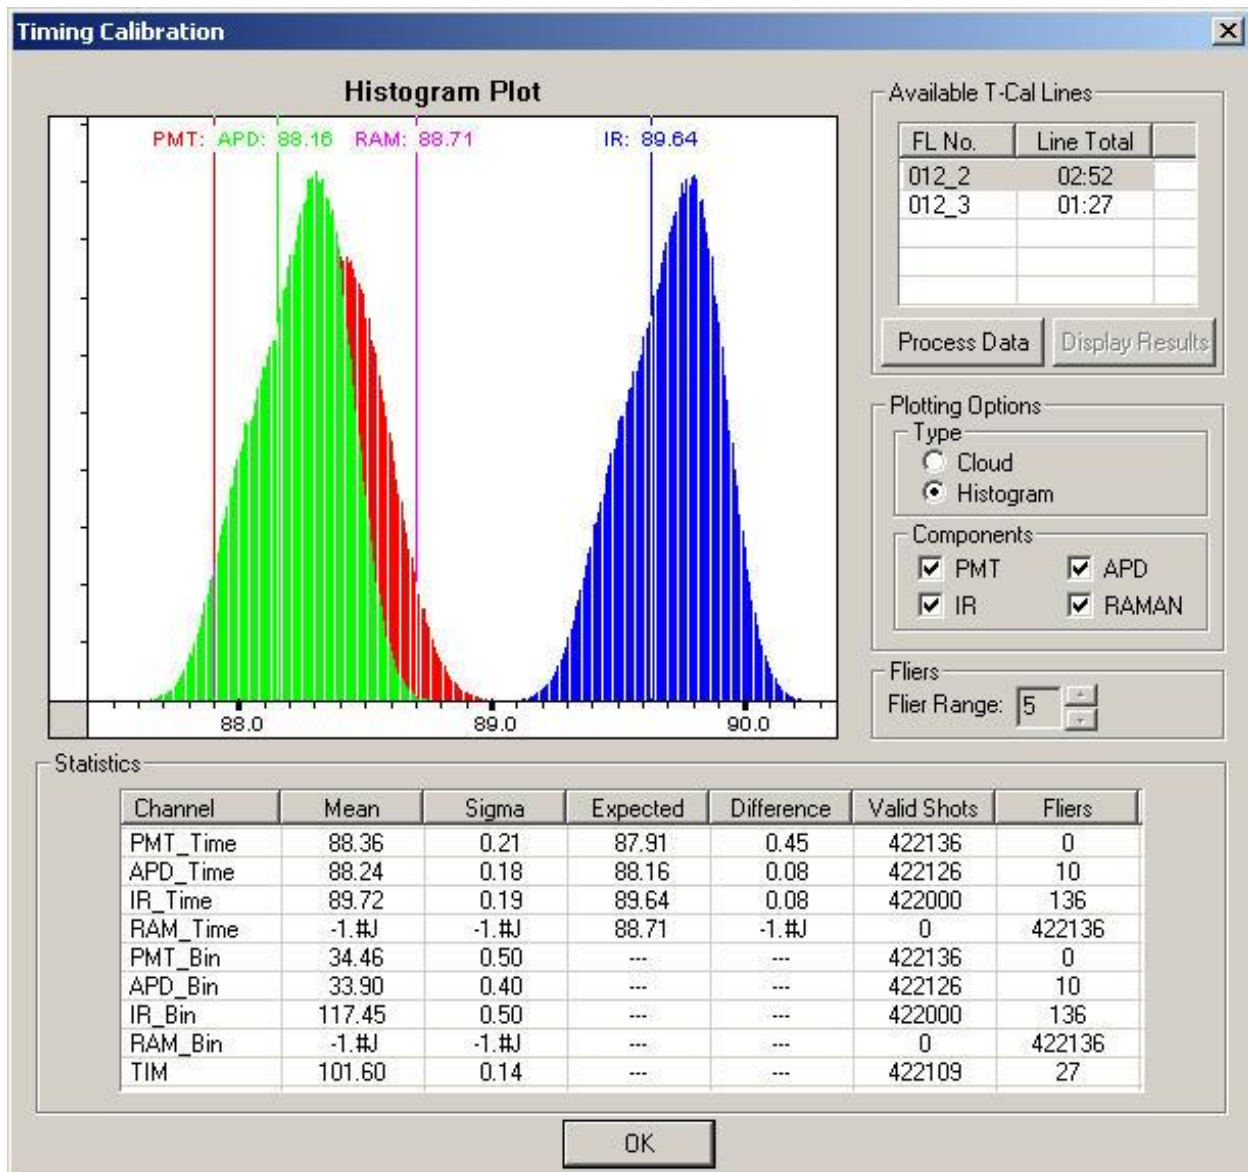 Timing Calibration
Histogram Plot
PMT: APD: 88.16 RAM: 88.71 IR: 89.64
88.0 89.0 90.0
Available T-Cal Lines
FL No. Line Total
012_2 02:52
012_3 01:27
Process Data Display Results
Plotting Options
Type
Cloud
Histogram
Components
PMT APD
IR RAMAN
Fliers
Flier Range: 5
Statistics
Channel Mean Sigma Expected Difference Valid Shots Fliers
PMT_Time 88.36 0.21 87.91 0.45 422136 0
APD_Time 88.24 0.18 88.16 0.08 422126 10
IR_Time 89.72 0.19 89.64 0.08 422000 136
RAM_Time -1.#J -1.#J 88.71 -1.#J 0 422136
PMT_Bin 34.46 0.50 --- --- 422136 0
APD_Bin 33.90 0.40 --- --- 422126 10
IR_Bin 117.45 0.50 --- --- 422000 136
RAM_Bin -1.#J -1.#J --- --- 0 422136
TIM 101.60 0.14 --- --- 422109 27
OK